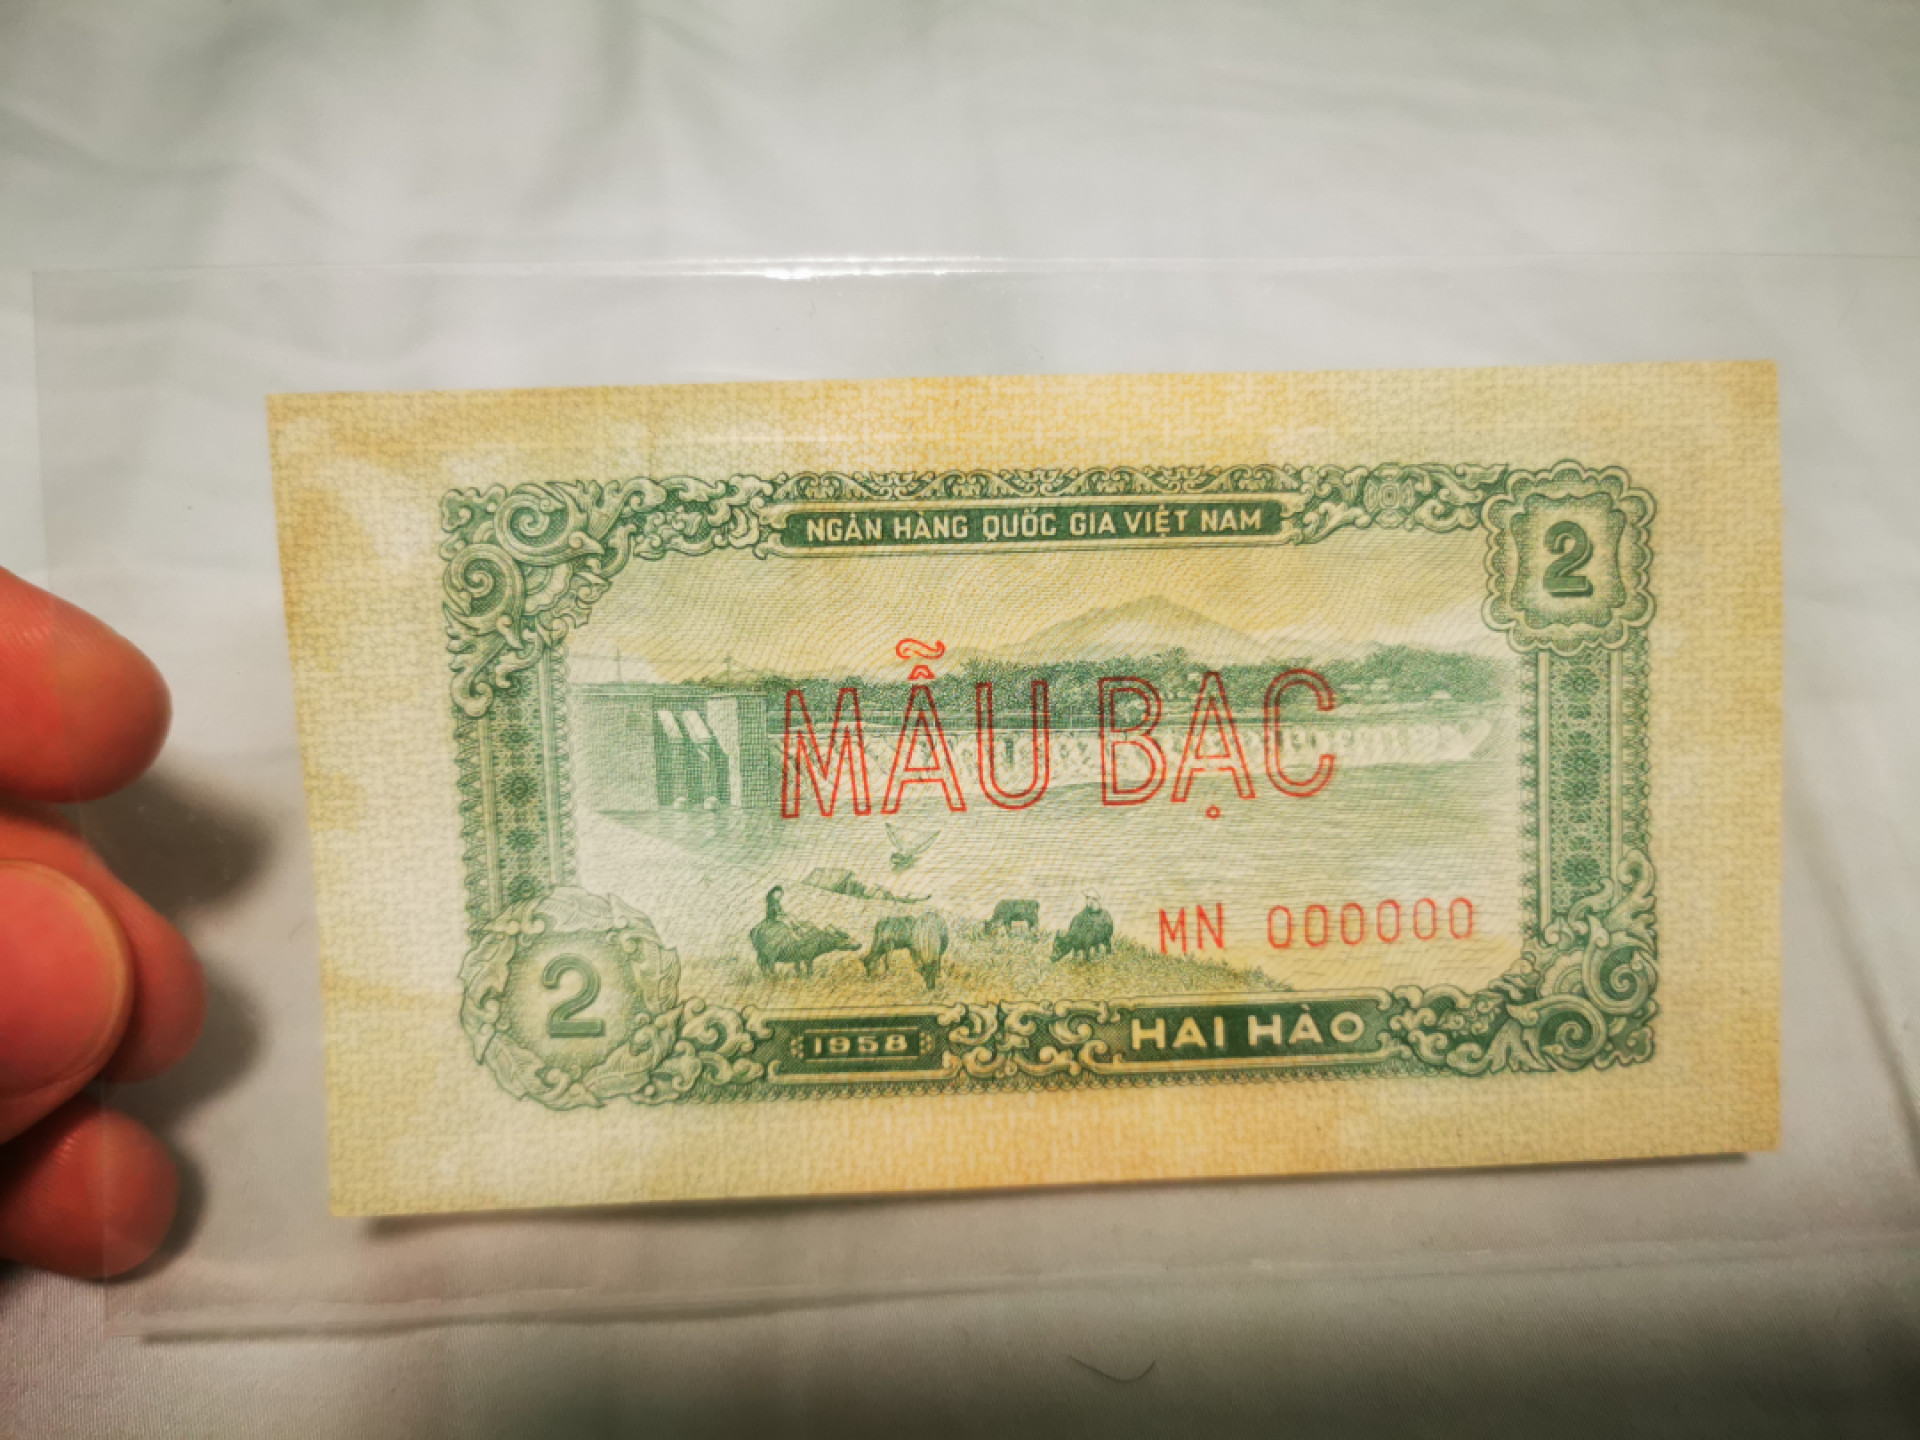 NGÂN HÀNG QUỐC GIA VIỆT NAM
2
MẪU BẠC
MN 000000
2
1958
HAI HÀO